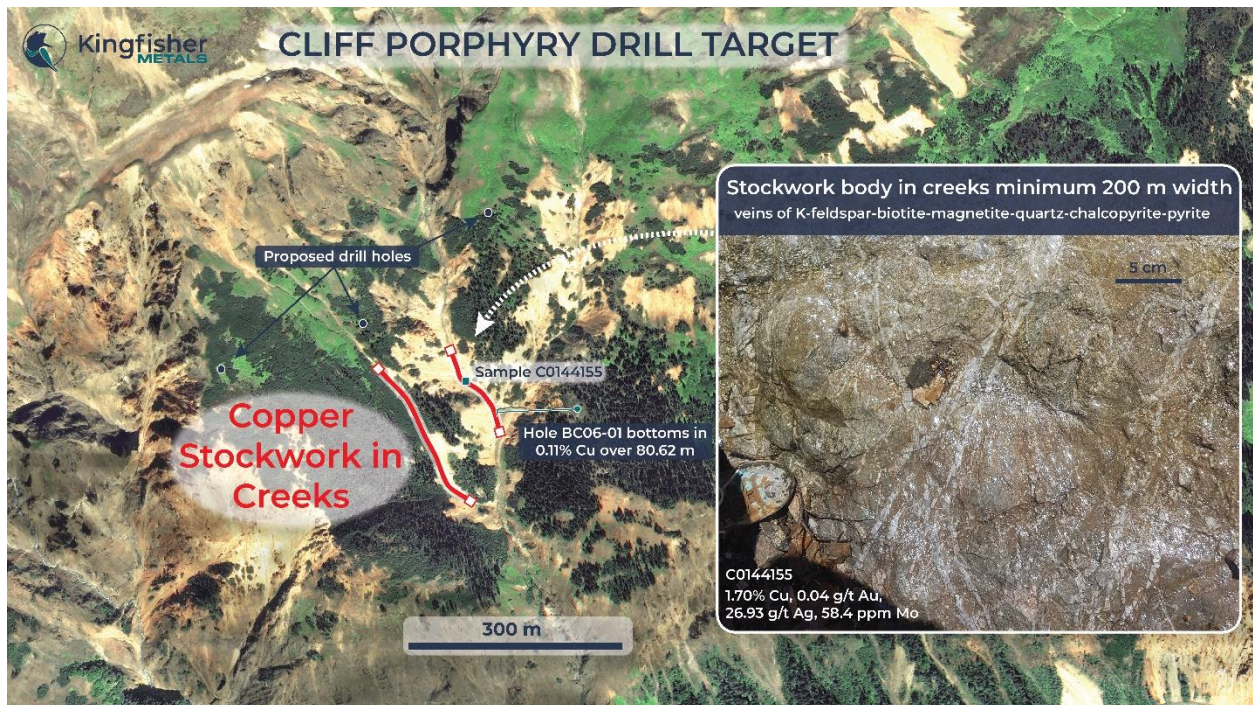 Kingfisher
METALS
CLIFF PORPHYRY DRILL TARGET
Stockwork body in creeks minimum 200 m width
veins of K-feldspar-biotite-magnetite-quartz-chalcopyrite-pyrite
Proposed drill holes
5 cm
Sample C0144155
Copper
Stockwork in
Creeks
Hole BC06-01 bottoms in
0.11% Cu over 80.62 m
C0144155
1.70% Cu, 0.04 g/t Au,
26.93 g/t Ag, 58.4 ppm Mo
300 m